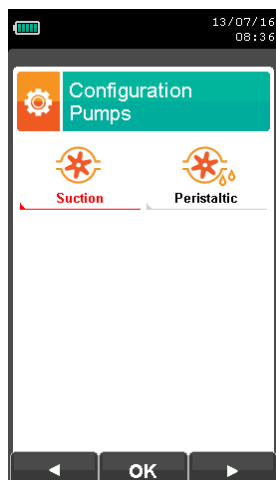 13/07/16
08:36
Configuration
Pumps
Suction Peristaltic
OK